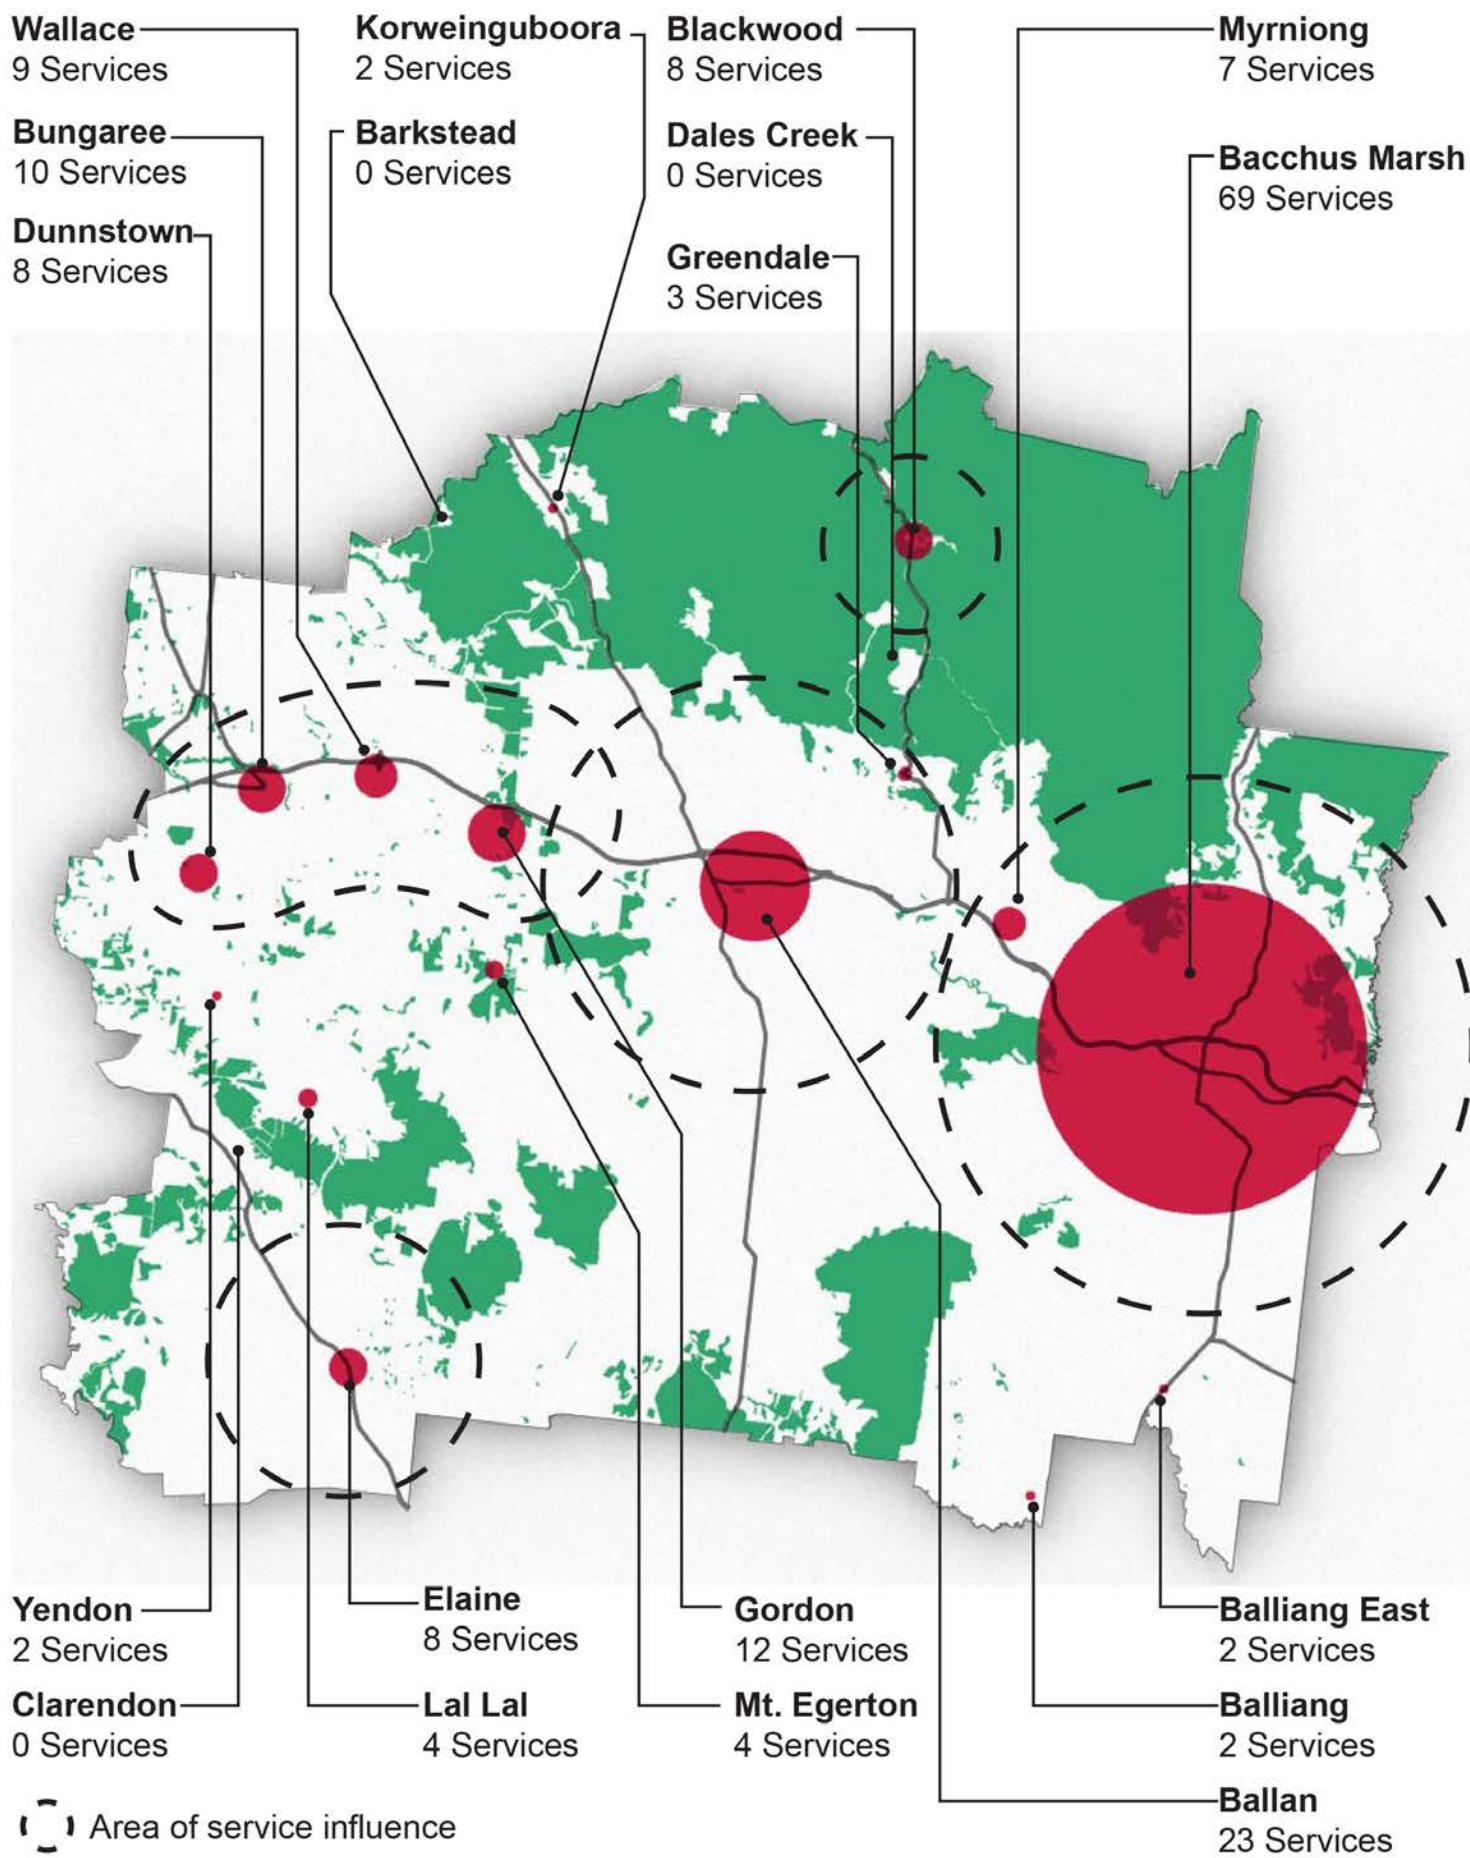 Wallace
9 Services
Bungaree
10 Services
Dunnstown
8 Services
Korweinguboora
2 Services
Barkstead
0 Services
Blackwood
8 Services
Dales Creek
0 Services
Greendale
3 Services
Myrniong
7 Services
Bacchus Marsh
69 Services
Yendon
2 Services
Clarendon
0 Services
Elaine
8 Services
Lal Lal
4 Services
Gordon
12 Services
Mt. Egerton
4 Services
Balliang East
2 Services
Balliang
2 Services
Ballan
23 Services
Area of service influence